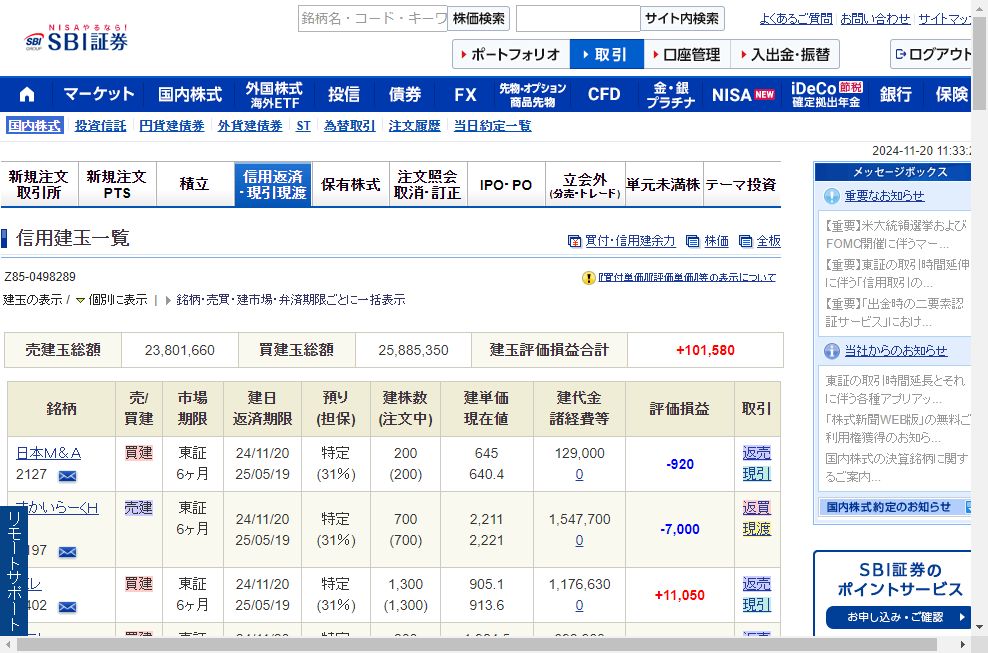 NISAやるなら!
SBI証券
SBI GROUP
銘柄名・コード・キーワ
株価検索
サイト内検索
よくあるご質問
お問い合わせ
サイトマッ
ポートフォリオ
取引
口座管理
入出金・振替
ログアウト
マーケット
国内株式
外国株式
海外ETF
投信
債券
FX
先物・オプション
商品先物
CFD
金・銀
プラチナ
NISA NEW
iDeCo 節税
確定拠出年金
銀行
保険
国内株式
投資信託
円貨建債券
外貨建債券
ST
為替取引
注文履歴
当日約定一覧
2024-11-20 11:33:
新規注文
取引所
新規注文
PTS
積立
信用返済
・現引現渡
保有株式
注文照会
取消・訂正
IPO・PO
立会外
(分売・トレード)
単元未満株
テーマ投資
信用建玉一覧
買付・信用建余力
株価
全板
Z85-0498289
『買付単価』『評価単価』等の表示について
建玉の表示 / 個別に表示 | 銘柄・売買・建市場・弁済期限ごとに一括表示
売建玉総額 23,801,660 買建玉総額 25,885,350 建玉評価損益合計 +101,580
銘柄
売/
買建
市場
期限
建日
返済期限
預り
(担保)
建株数
(注文中)
建単価
現在値
建代金
諸経費等
評価損益
取引
日本M&A 買建 東証 24/11/20 特定 200 645 129,000 -920 返売
2127 6ヶ月 25/05/19 (31%) (200) 640.4 0 現引
すかいらーくH 売建 東証 24/11/20 特定 700 2,211 1,547,700 -7,000 返買
197 6ヶ月 25/05/19 (31%) (700) 2,221 0 現渡
レ 買建 東証 24/11/20 特定 1,300 905.1 1,176,630 +11,050 返売
402 6ヶ月 25/05/19 (31%) (1,300) 913.6 0 現引
リモートサポート
メッセージボックス
重要なお知らせ
【重要】米大統領選挙および
FOMC開催に伴うマー...
【重要】東証の取引時間延伸
に伴う「信用取引の...
【重要】「出金時の二要素認
証サービス」におけ...
当社からのお知らせ
東証の取引時間延長とそれ
に伴う各種アプリアッ...
「株式新聞WEB版」の無料ご
利用権獲得のお知ら...
国内株式の決算銘柄に関す
るご案内...
国内株式約定のお知らせ
SBI証券の
ポイントサービス
お申し込み・ご確認